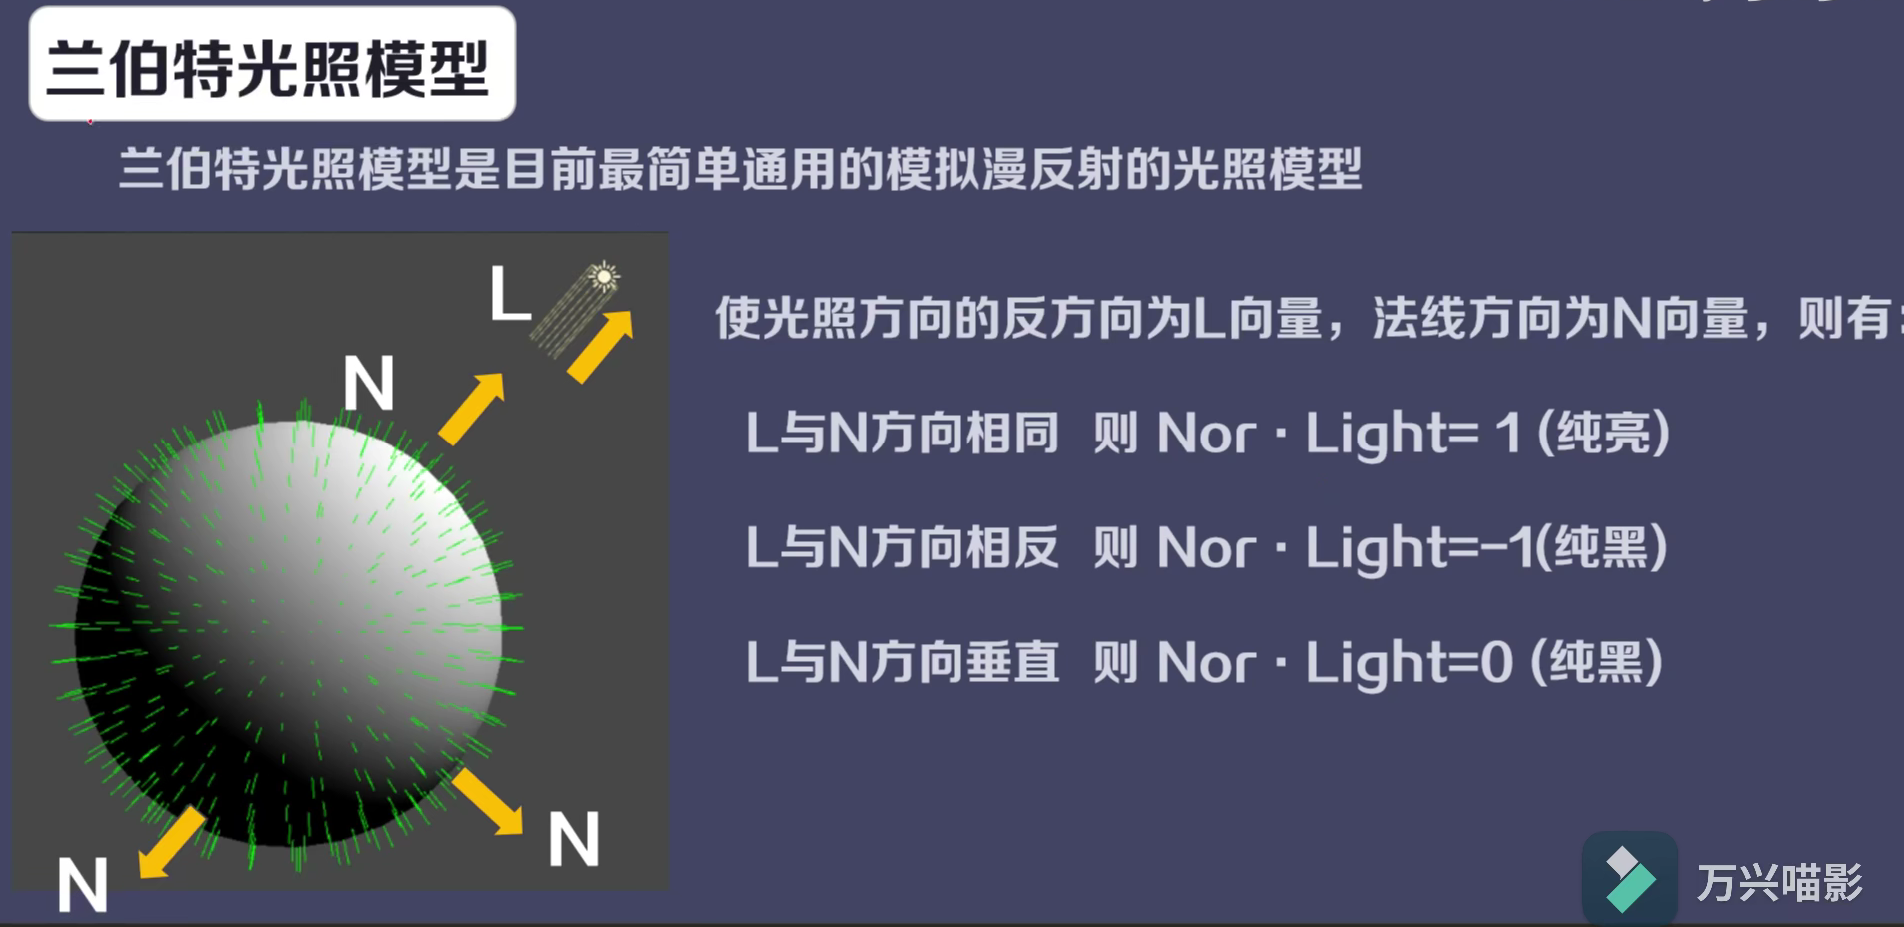 兰伯特光照模型
兰伯特光照模型是目前最简单通用的模拟漫反射的光照模型
L
N
使光照方向的反方向为L向量，法线方向为N向量，则有：
L与N方向相同 则 Nor · Light= 1 (纯亮)
L与N方向相反 则 Nor · Light=-1(纯黑)
L与N方向垂直 则 Nor · Light=0 (纯黑)
N
N
万兴喵影